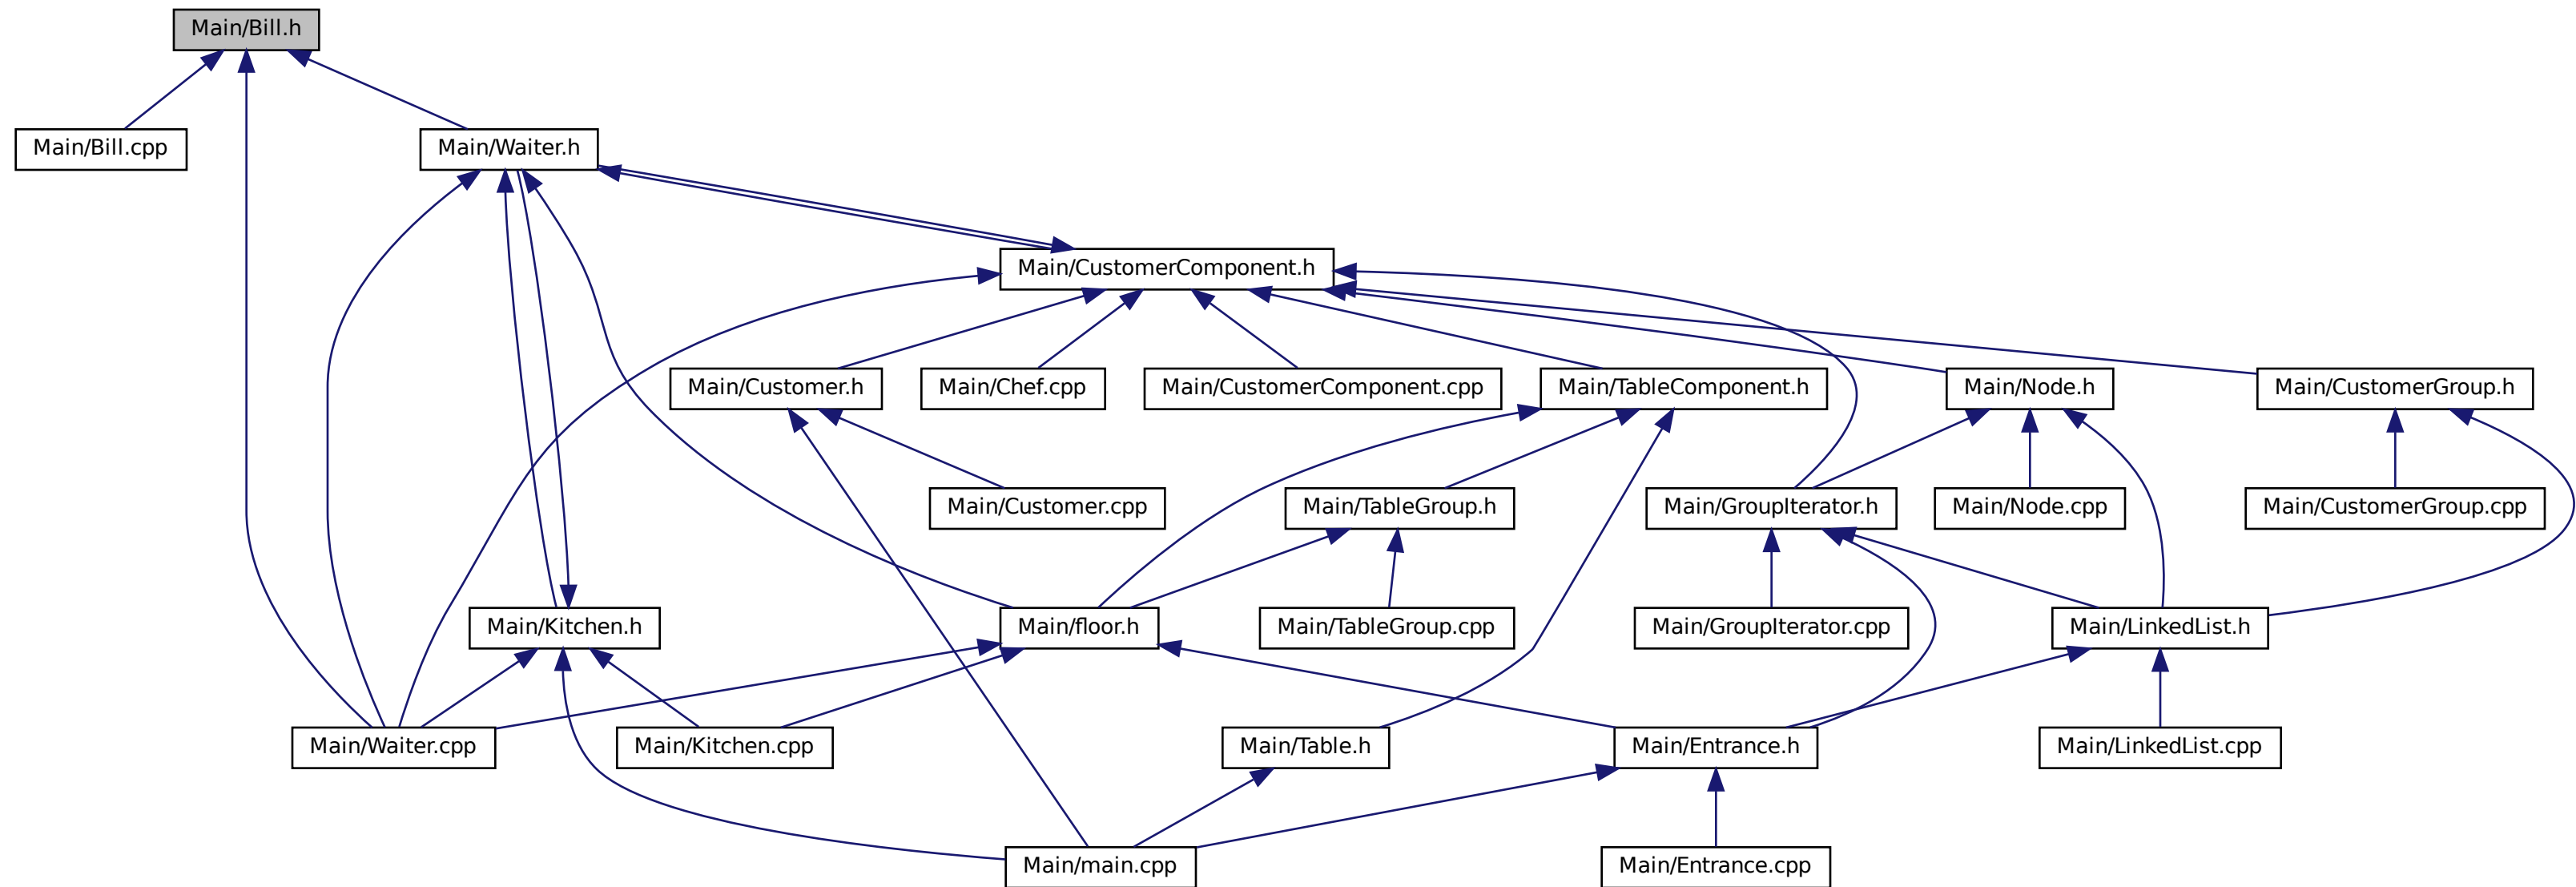 Main/Bill.h
Main/Bill.cpp
Main/Waiter.h
Main/CustomerComponent.h
Main/Customer.h
Main/Chef.cpp
Main/CustomerComponent.cpp
Main/TableComponent.h
Main/Node.h
Main/CustomerGroup.h
Main/Customer.cpp
Main/TableGroup.h
Main/GroupIterator.h
Main/Node.cpp
Main/CustomerGroup.cpp
Main/Kitchen.h
Main/floor.h
Main/TableGroup.cpp
Main/GroupIterator.cpp
Main/LinkedList.h
Main/Waiter.cpp
Main/Kitchen.cpp
Main/Table.h
Main/Entrance.h
Main/LinkedList.cpp
Main/main.cpp
Main/Entrance.cpp